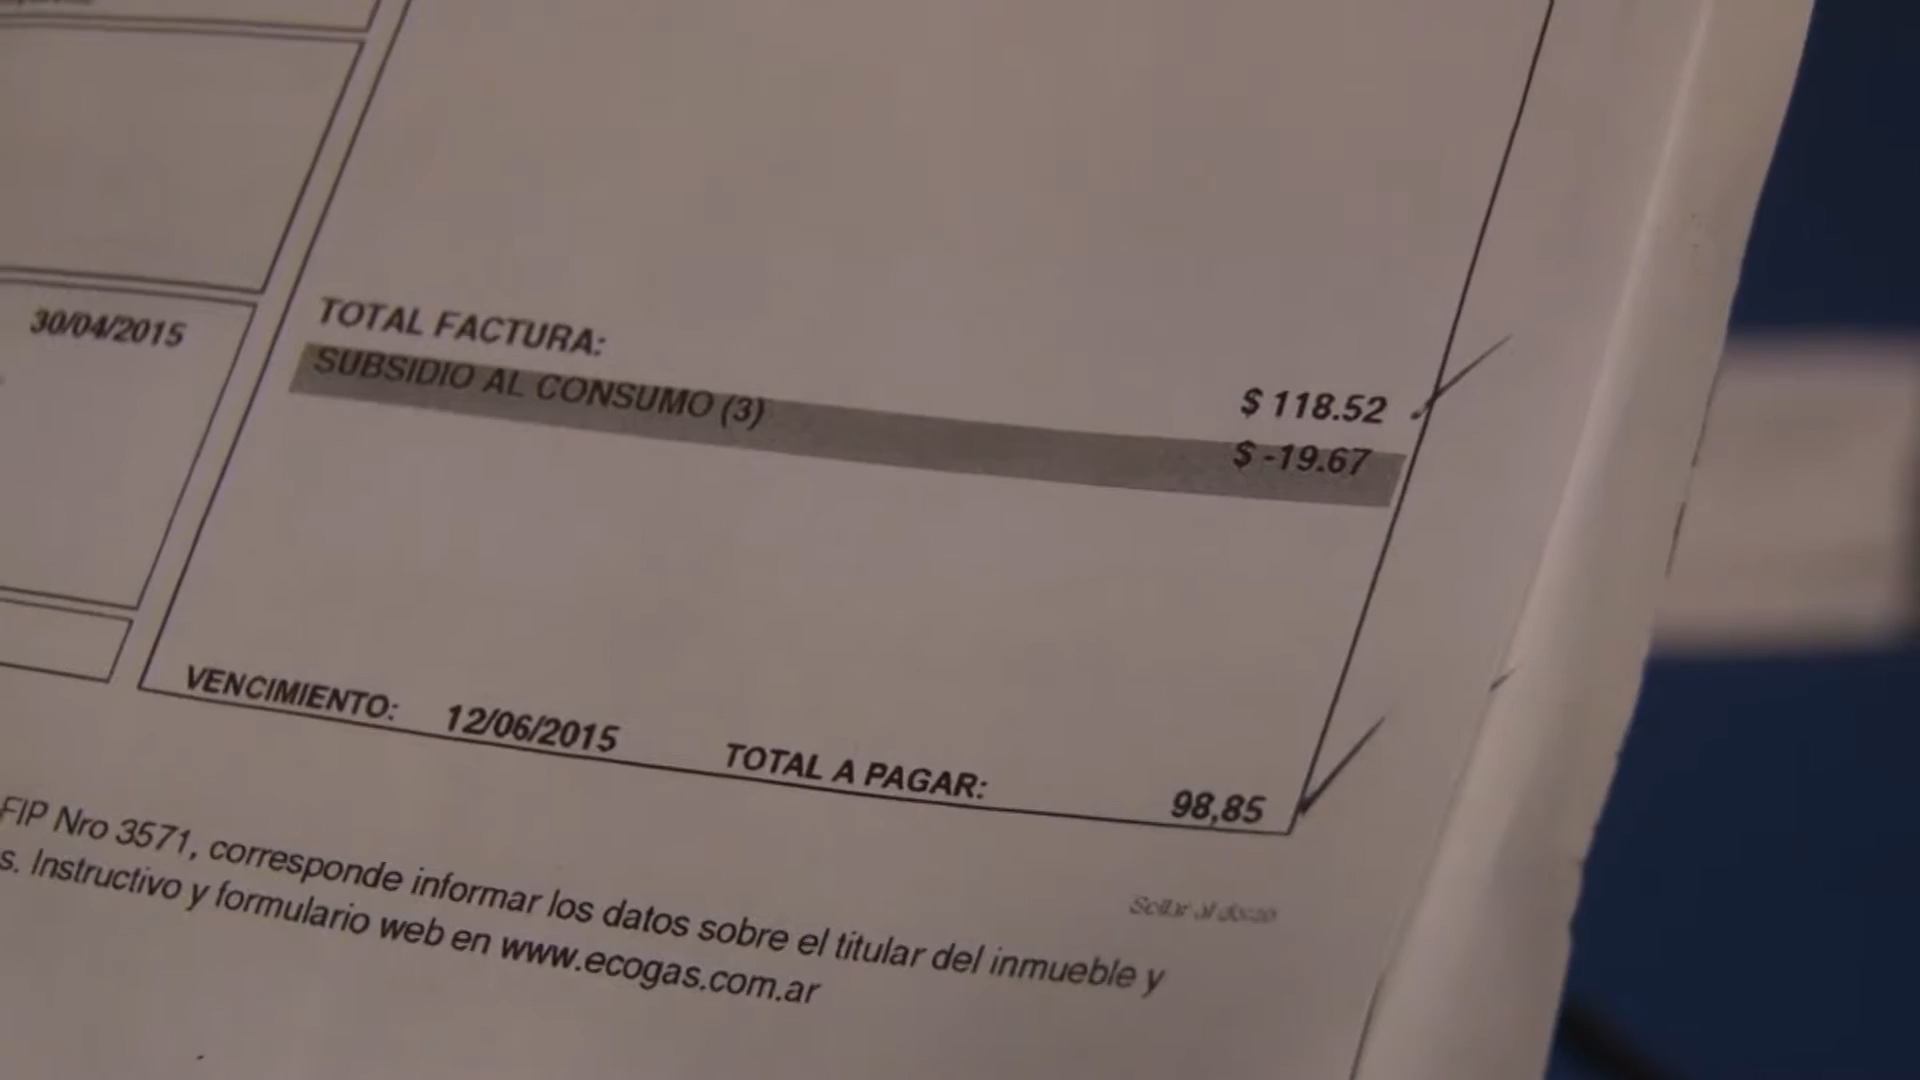 30/04/2015
TOTAL FACTURA:
$ 118.52
SUBSIDIO AL CONSUMO (3)
$ -19.67
VENCIMIENTO: 12/06/2015 TOTAL A PAGAR: 98,85
FIP Nro 3571, corresponde informar los datos sobre el titular del inmueble y
s. Instructivo y formulario web en www.ecogas.com.ar